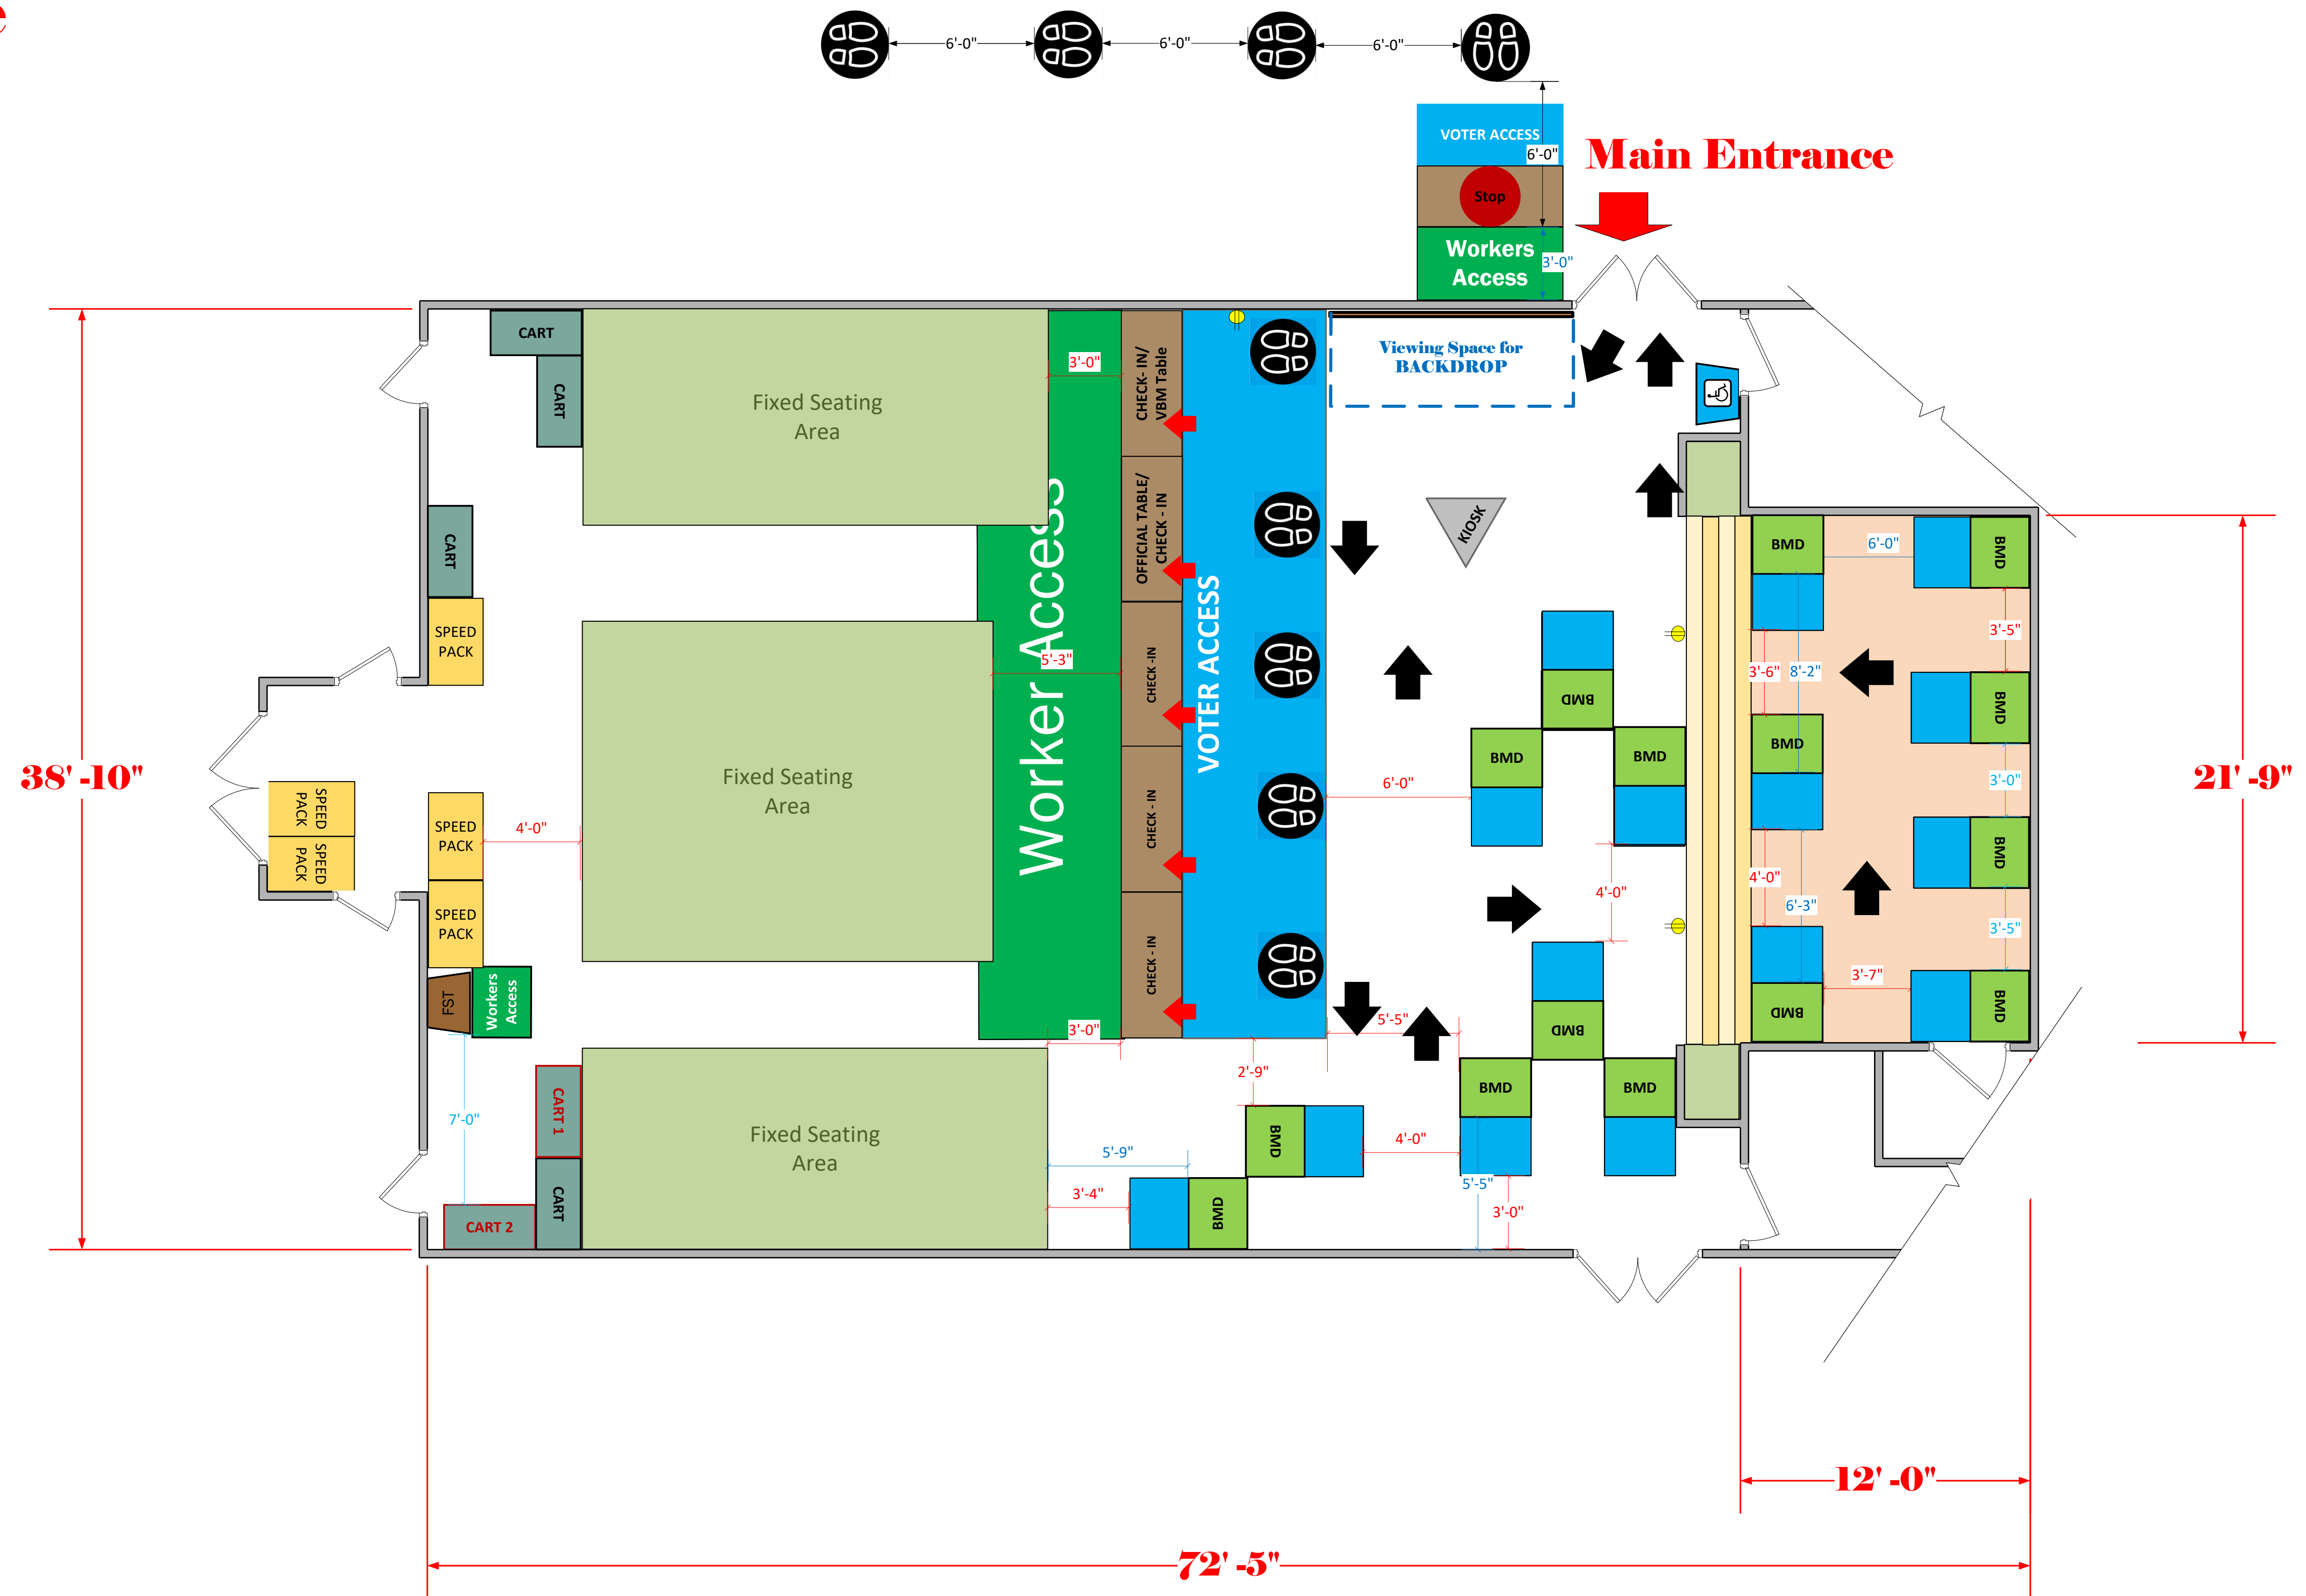 e
6'-0"
6'-0"
6'-0"
VOTER ACCESS
6'-0"
Main Entrance
Stop
Workers
Access
3'-0"
CART
CART
Fixed Seating
Area
3'-0"
CHECK- IN/
VBM Table
Viewing Space for
BACKDROP
CART
Worker Access
OFFICIAL TABLE/
CHECK - IN
VOTER ACCESS
KIOSK
BMD
6'-0"
BMD
SPEED
PACK
5'-3"
CHECK -IN
BMD
3'-6"
8'-2"
3'-5"
BMD
38' -10"
Fixed Seating
Area
BMD
BMD
BMD
3'-0"
21' -9"
SPEED
PACK
SPEED
PACK
SPEED
PACK
4'-0"
CHECK - IN
6'-0"
BMD
SPEED
PACK
4'-0"
4'-0"
6'-3"
3'-5"
FST
Workers
Access
CHECK - IN
3'-7"
BMD
BMD
BMD
3'-0"
5'-5"
2'-9"
CART 1
7'-0"
Fixed Seating
Area
BMD
BMD
BMD
4'-0"
5'-9"
3'-4"
5'-5"
3'-0"
CART
CART 2
BMD
12' -0"
72' -5"